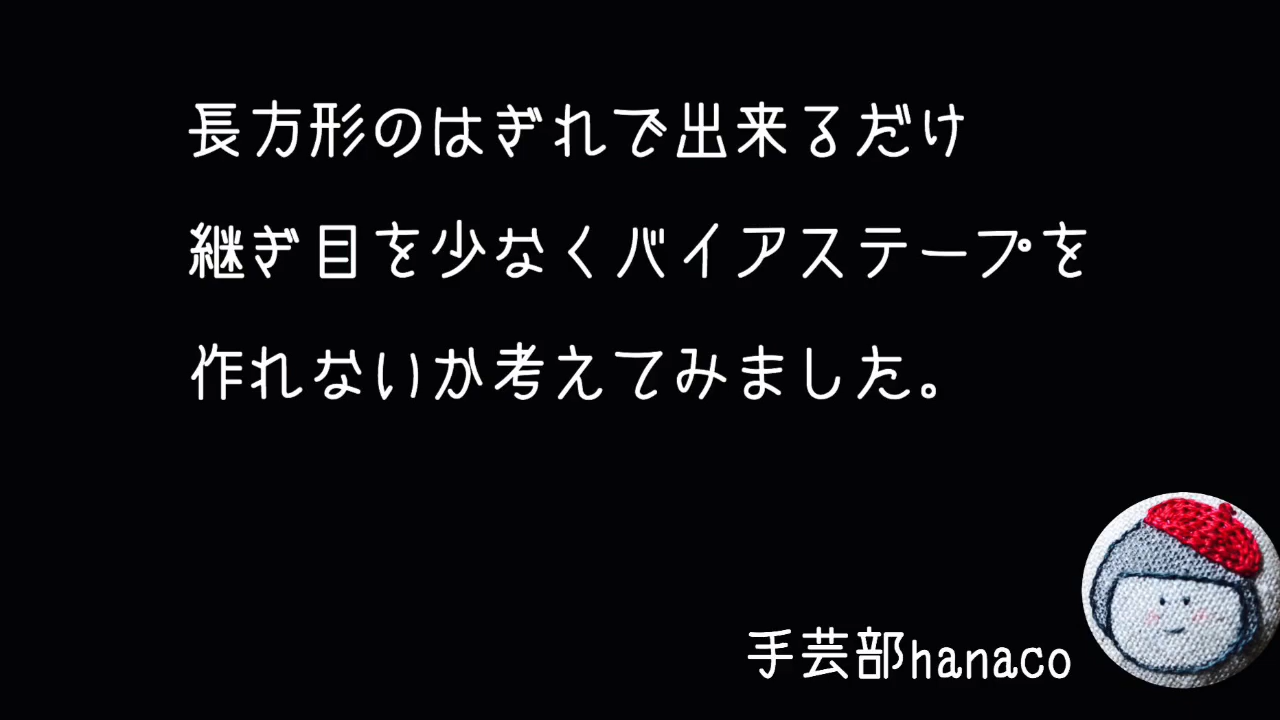 長方形のはぎれで出来るだけ
継ぎ目を少なくバイアステープを
作れないか考えてみました。
手芸部hanaco